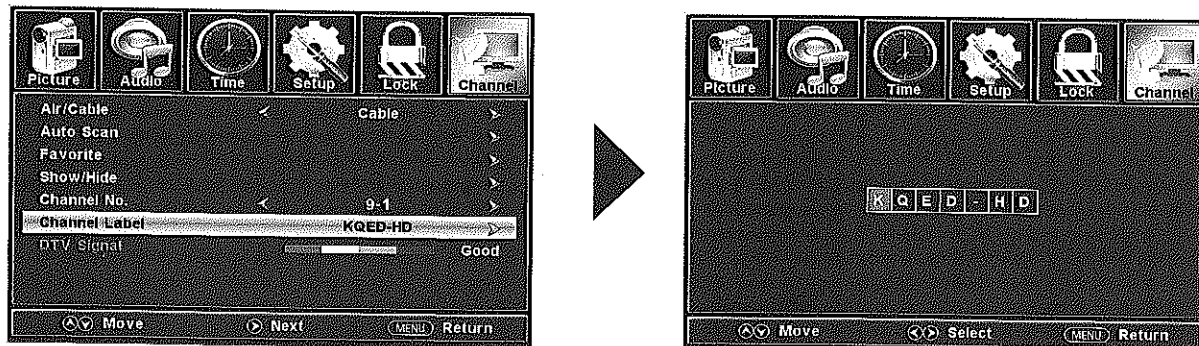 Picture Audio Time Setup Lock Channel
Air/Cable Cable
Auto Scan
Favorite
Show/Hide
Channel No. 9-1
Channel Label KQED-HD
DTV Signal Good
Move Next MENU Return
Picture Audio Time Setup Lock Channel
K Q E D - H D
Move Select MENU Return